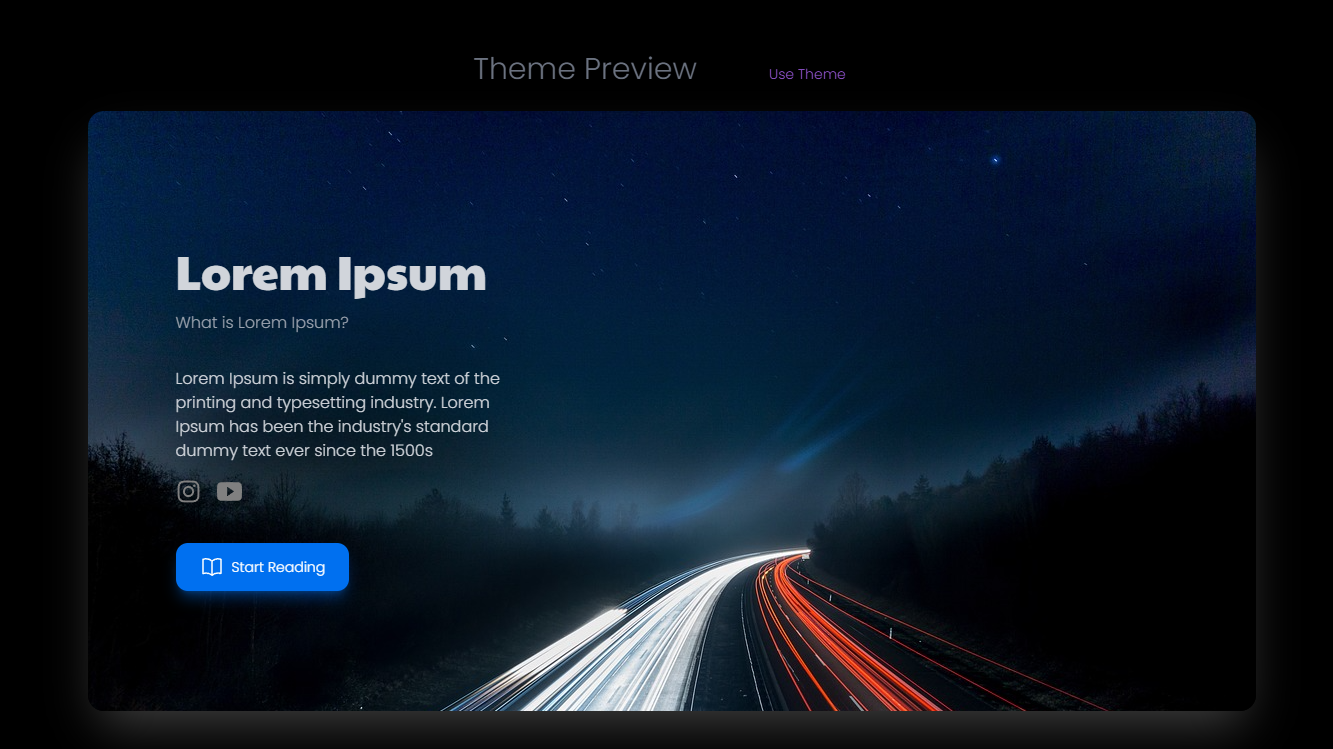 Theme Preview
Use Theme
Lorem Ipsum
What is Lorem Ipsum?
Lorem Ipsum is simply dummy text of the
printing and typesetting industry. Lorem
Ipsum has been the industry's standard
dummy text ever since the 1500s
Start Reading